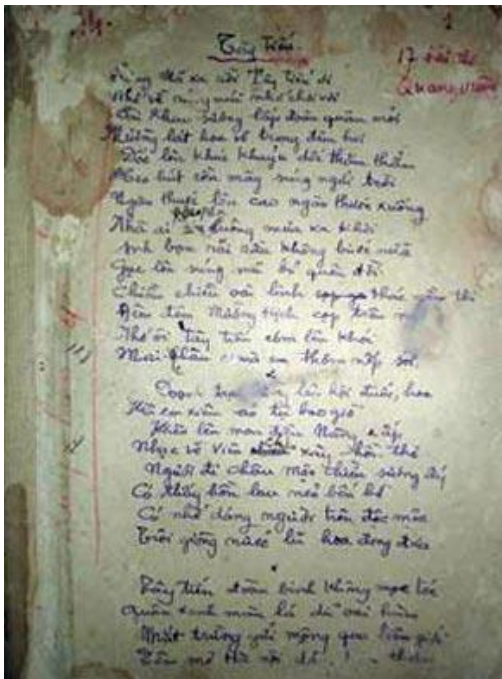 Tây Tiến
17 bài thơ
Quang Dũng
Sông Mã xa rồi Tây tiến ơi
Nhớ về rừng núi nhớ chơi vơi
Sài Khao sương lấp đoàn quân mỏi
Mường lát hoa về trong đêm hơi
Dốc lên khúc khuỷu dốc thăm thẳm
Heo hút cồn mây súng ngửi trời
Ngàn thước lên cao ngàn thước xuống
Nhà ai luông mưa xa khơi
Anh bạn rãi rầu không bước nữa
Gục lên súng mũ bỏ quên đời
Chiều chiều oai linh thác gầm th
Đêm đêm Mường Hịch cọp trêu
Nhớ ôi Tây tiến cơm lên khói
Mai Châu mùa em thơm nếp xôi.
Doanh trại bừng lên hội đuốc, hoa
Kìa em xiêm áo tự bao giờ
Khèn lên man điệu Nàng e ấp
Nhạc về Viên xây hồn thơ
Người đi châu Mộc chiều sương ấy
Có thấy hồn lau nẻo bến bờ
Có nhớ dáng người trên độc mộc
Trôi giòng nước lũ hoa đong đưa
Tây tiến đoàn binh không mọc tóc
Quân xanh màu lá dữ oai hùm
Mắt trừng gửi mộng qua biên giới
Đêm mơ Hà nội thơm